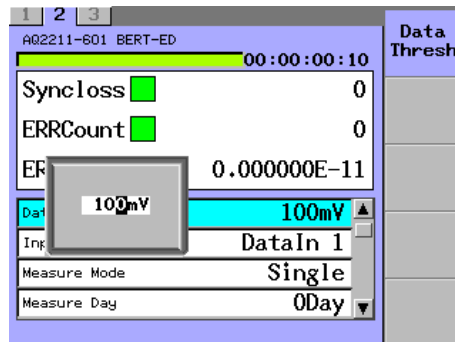 1 2 3
AQ2211-601 BERT-ED
00:00:00:10
Syncloss 0
ERRCount 0
ER 0.000000E-11
100mV
Dat 100mV
Inp DataIn 1
Measure Mode Single
Measure Day 0Day
Data
Thresh